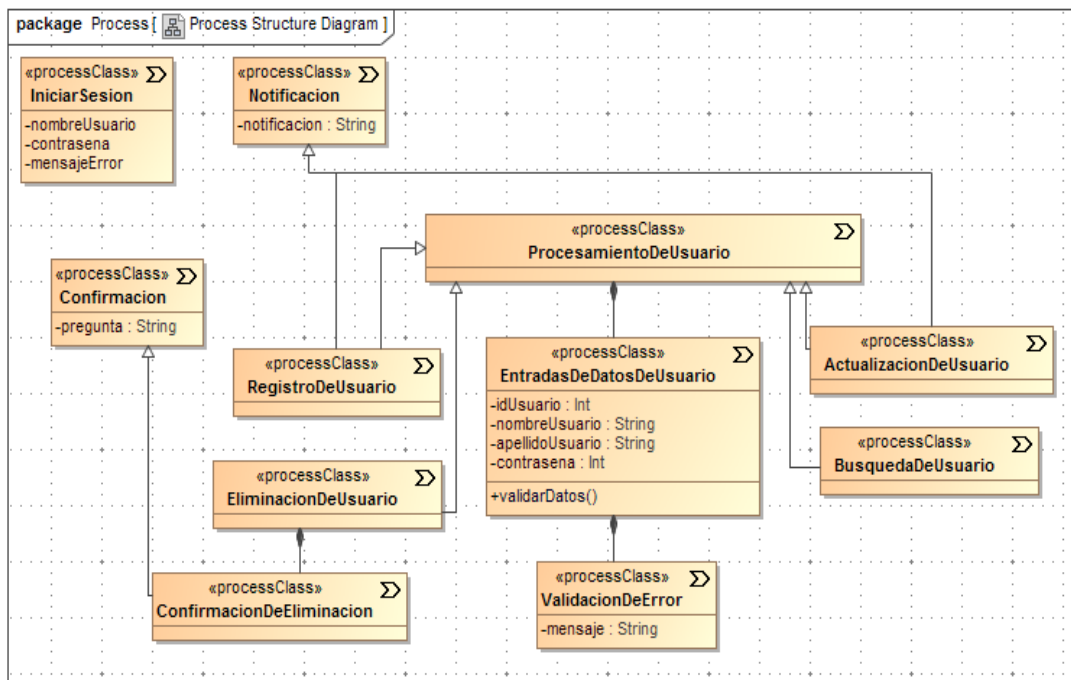 package Process [ Process Structure Diagram ]
«processClass»
IniciarSesion
-nombreUsuario
-contrasena
-mensajeError
«processClass»
Notificacion
-notificacion : String
«processClass»
ProcesamientoDeUsuario
«processClass»
Confirmacion
-pregunta : String
«processClass»
RegistroDeUsuario
«processClass»
EntradasDeDatosDeUsuario
-idUsuario : Int
-nombreUsuario : String
-apellidoUsuario : String
-contrasena : Int
+validarDatos()
«processClass»
ActualizacionDeUsuario
«processClass»
BusquedaDeUsuario
«processClass»
EliminacionDeUsuario
«processClass»
ConfirmacionDeEliminacion
«processClass»
ValidacionDeError
-mensaje : String